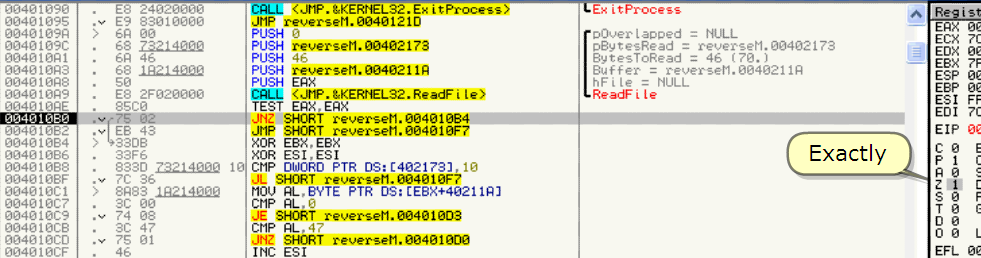 00401090 . E8 24020000 CALL <JMP.&KERNEL32.ExitProcess> ExitProcess
00401095 .v E9 83010000 JMP reverseM.0040121D
0040109A > 6A 00 PUSH 0 pOverlapped = NULL
0040109C . 68 73214000 PUSH reverseM.00402173 pBytesRead = reverseM.00402173
004010A1 . 6A 46 PUSH 46 BytesToRead = 46 (70.)
004010A3 . 68 1A214000 PUSH reverseM.0040211A Buffer = reverseM.0040211A
004010A8 . 50 PUSH EAX hFile = NULL
004010A9 . E8 2F020000 CALL <JMP.&KERNEL32.ReadFile> ReadFile
004010AE . 85C0 TEST EAX,EAX
004010B0 .v 75 02 JNZ SHORT reverseM.004010B4
004010B2 .v EB 43 JMP SHORT reverseM.004010F7
004010B4 > 33DB XOR EBX,EBX
004010B6 . 33F6 XOR ESI,ESI
004010B8 . 833D 73214000 10 CMP DWORD PTR DS:[402173],10
004010BF .v 7C 36 JL SHORT reverseM.004010F7
004010C1 > 8A83 1A214000 MOV AL,BYTE PTR DS:[EBX+40211A]
004010C7 . 3C 00 CMP AL,0
004010C9 .v 74 08 JE SHORT reverseM.004010D3
004010CB . 3C 47 CMP AL,47
004010CD .v 75 01 JNZ SHORT reverseM.004010D0
004010CF . 46 INC ESI
Exactly
Regist
EAX 00
ECX 7C
EDX 00
EBX 7F
ESP 00
EBP 00
ESI FF
EDI 7C
EIP 00
C 0
P 1
A 0
Z 1
S 0
T 0
D 0
O 0
EFL 00